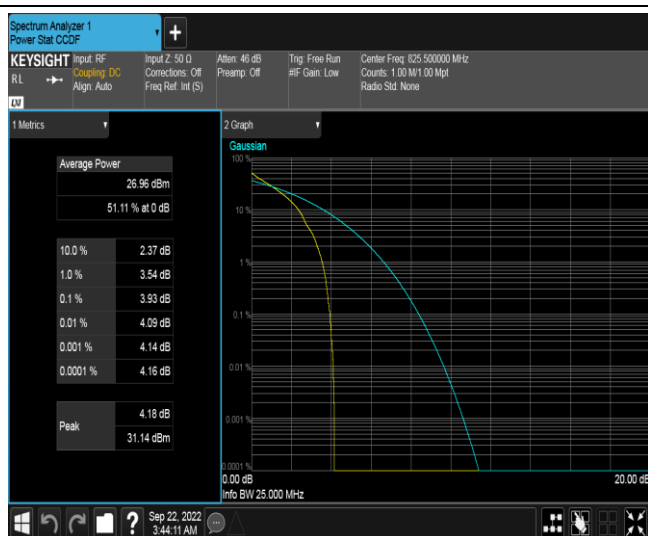 Spectrum Analyzer 1
Power Stat CCDF
+
KEYSIGHT
RL
LXI
Input: RF
Coupling: DC
Align: Auto
Input Z: 50 Ω
Corrections: Off
Freq Ref: Int (S)
Atten: 46 dB
Preamp: Off
Trig: Free Run
#IF Gain: Low
Center Freq: 825.500000 MHz
Counts: 1.00 M/1.00 Mpt
Radio Std: None
1 Metrics
Average Power
26.96 dBm
51.11 % at 0 dB
10.0 % 2.37 dB
1.0 % 3.54 dB
0.1 % 3.93 dB
0.01 % 4.09 dB
0.001 % 4.14 dB
0.0001 % 4.16 dB
Peak
4.18 dB
31.14 dBm
2 Graph
Gaussian
100 %
10 %
1 %
0.1 %
0.01 %
0.001 %
0.0001 %
0.00 dB
20.00 dB
Info BW 25.000 MHz
?
Sep 22, 2022
3:44:11 AM